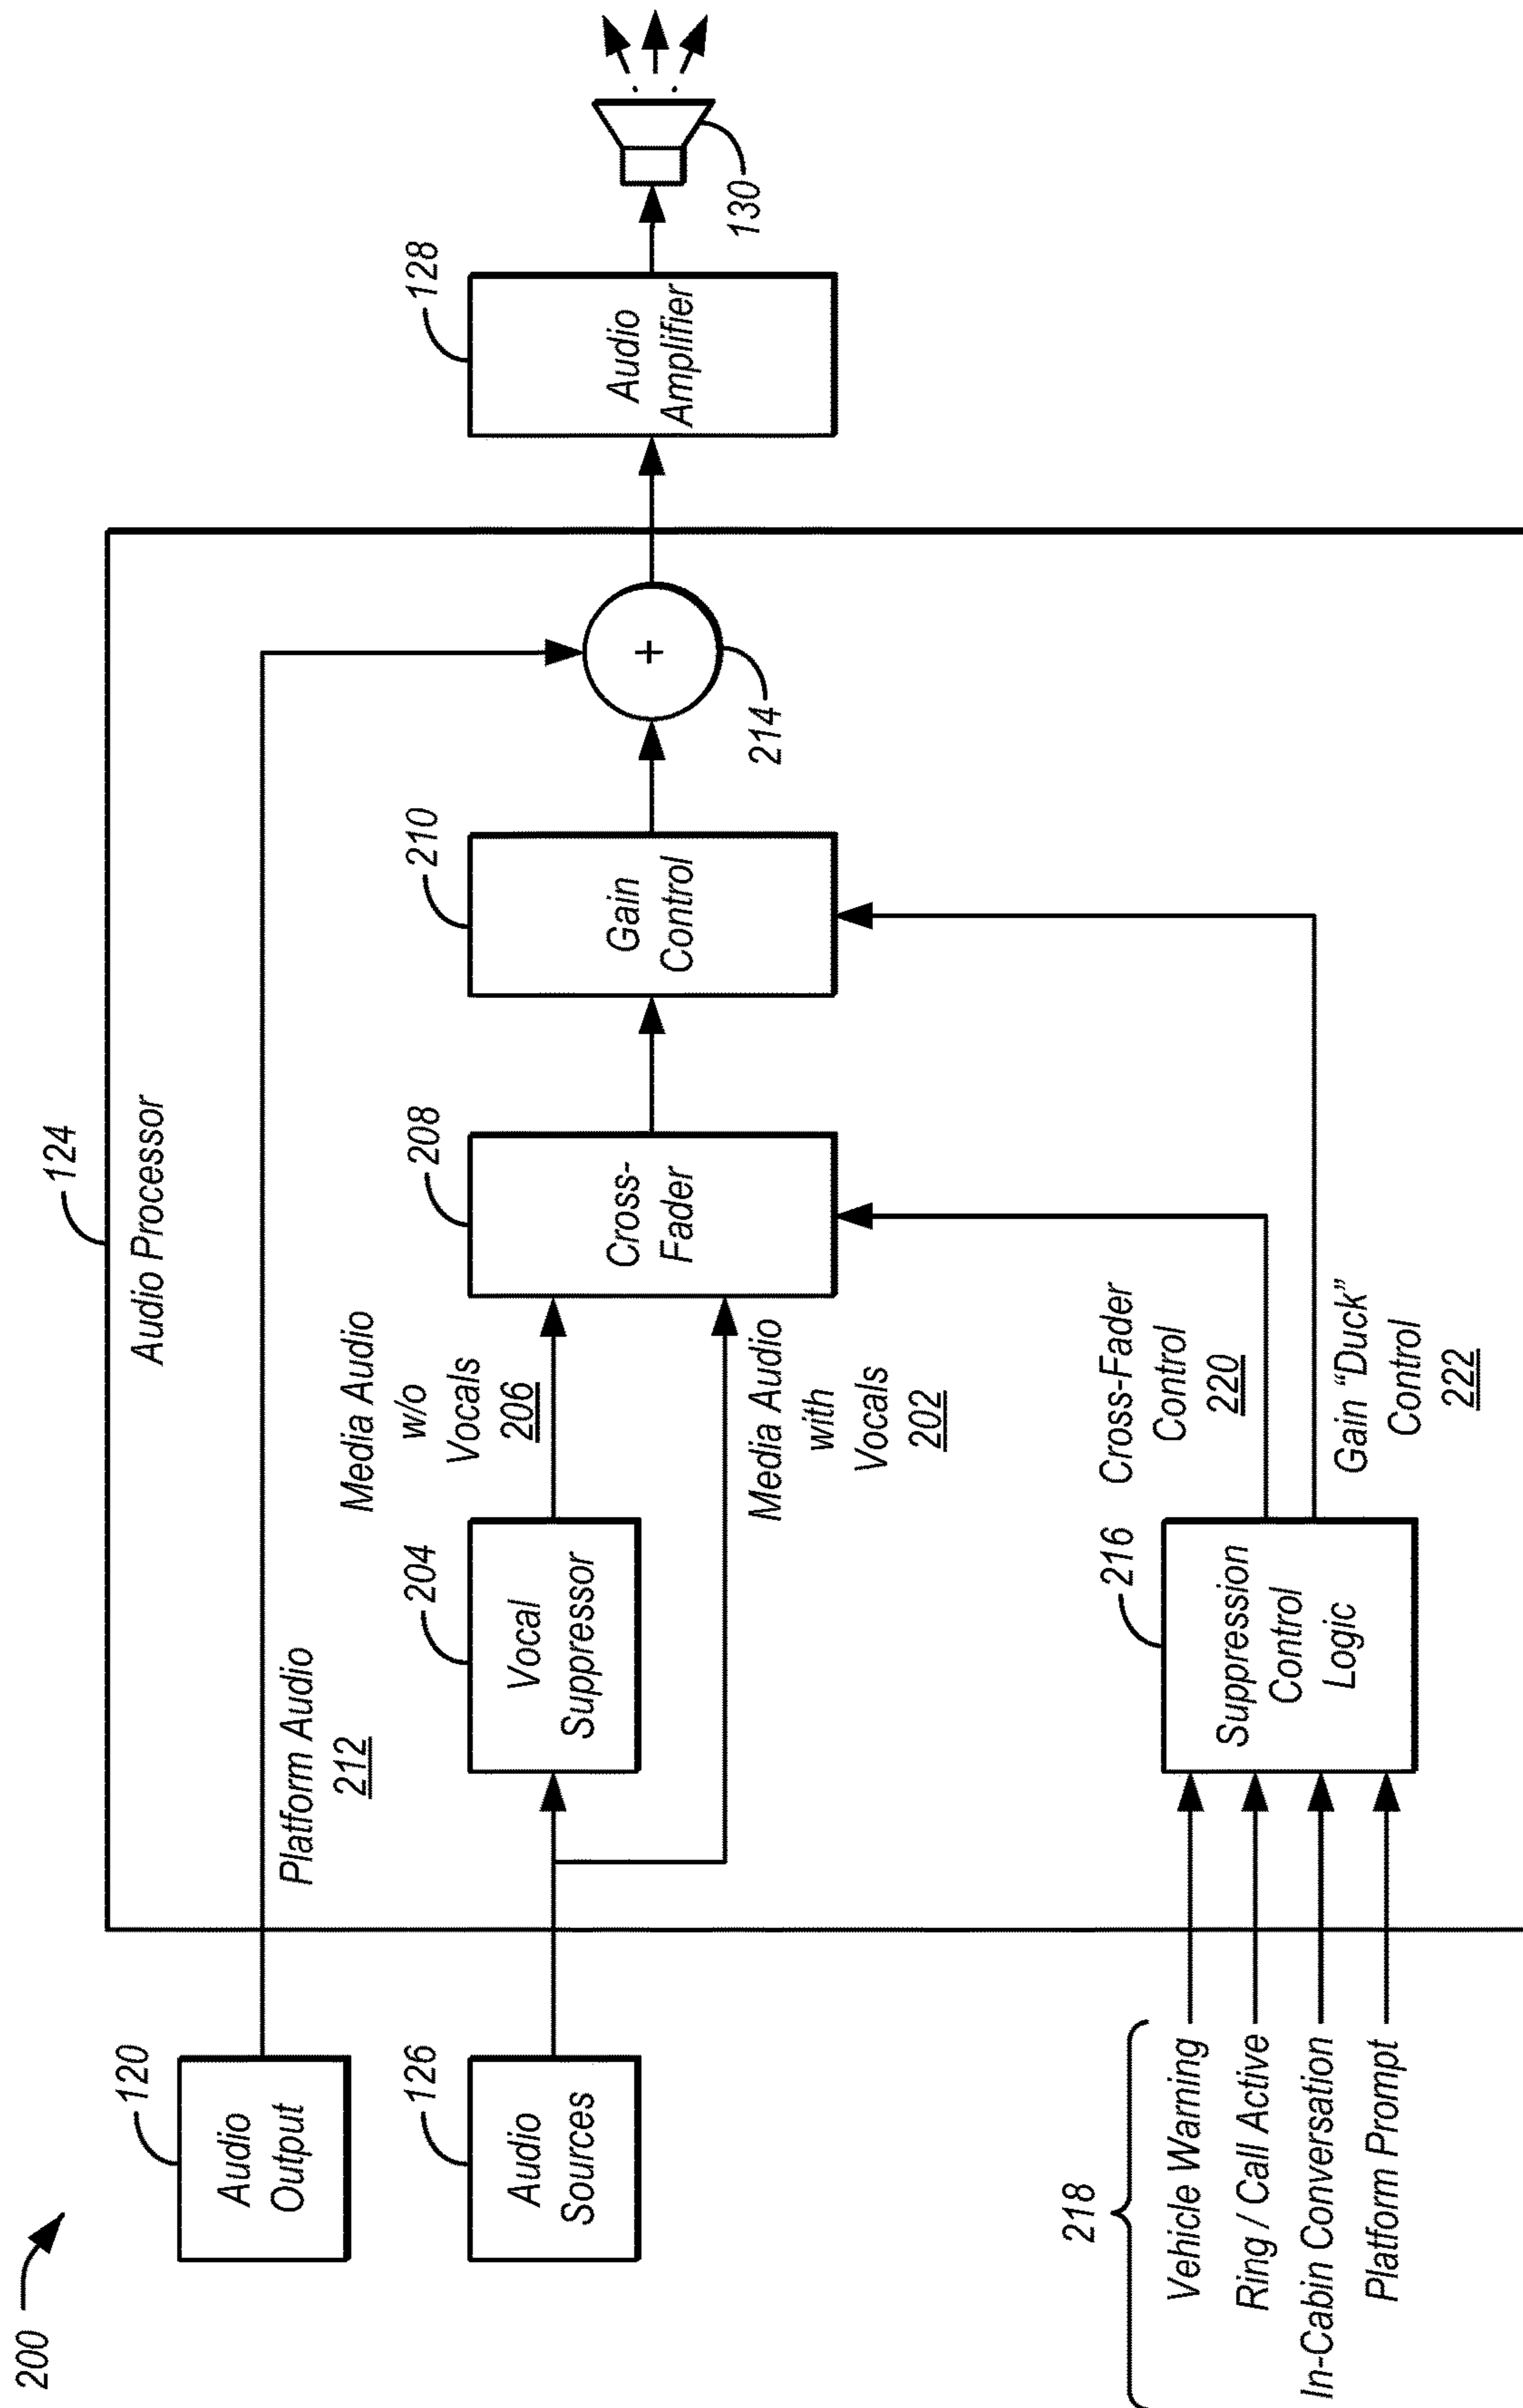 200
124
Audio Processor
120
Audio
Output
Platform Audio
212
126
Audio
Sources
204
Vocal
Suppressor
Media Audio
w/o
Vocals
206
Media Audio
with
Vocals
202
208
Cross-
Fader
210
Gain
Control
+
214
128
Audio
Amplifier
130
218
Vehicle Warning
Ring / Call Active
In-Cabin Conversation
Platform Prompt
216
Suppression
Control
Logic
Cross-Fader
Control
220
Gain “Duck”
Control
222